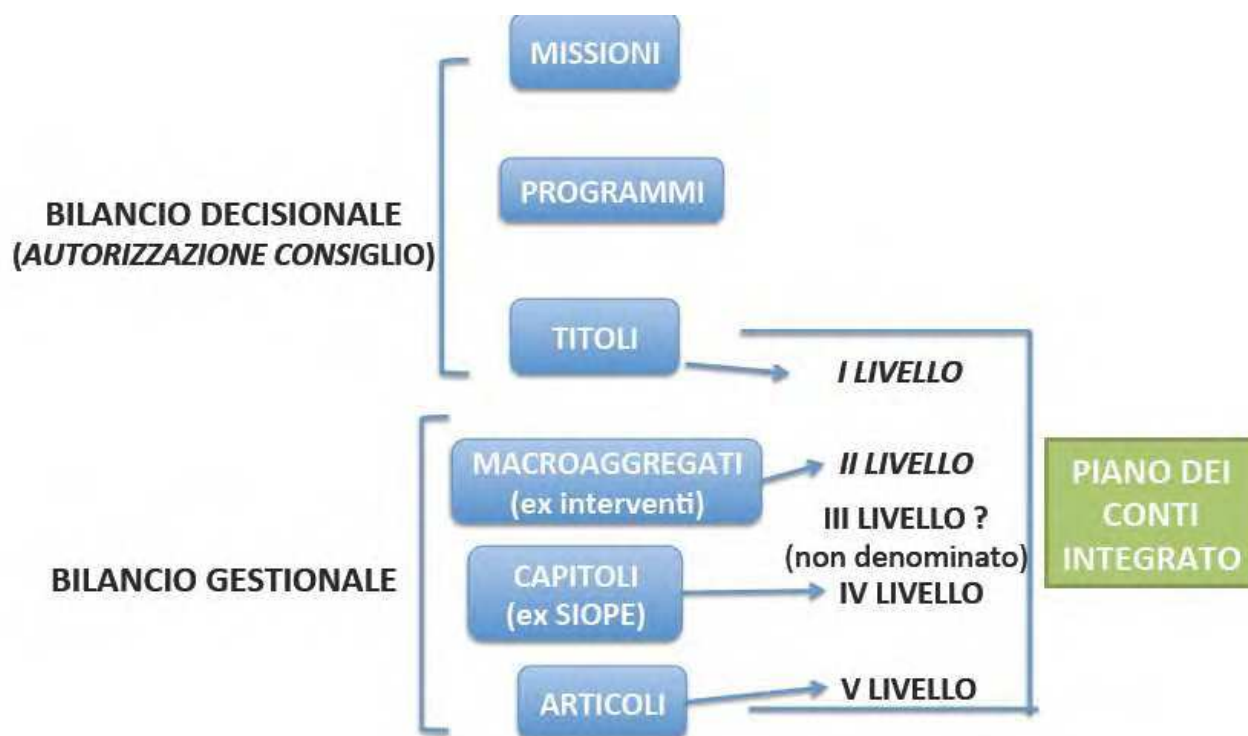 MISSIONI
PROGRAMMI
BILANCIO DECISIONALE
(AUTORIZZAZIONE CONSIGLIO)
TITOLI
I LIVELLO
MACROAGGREGATI
(ex interventi)
II LIVELLO
III LIVELLO ?
(non denominato)
BILANCIO GESTIONALE
CAPITOLI
(ex SIOPE)
IV LIVELLO
ARTICOLI
V LIVELLO
PIANO DEI
CONTI
INTEGRATO